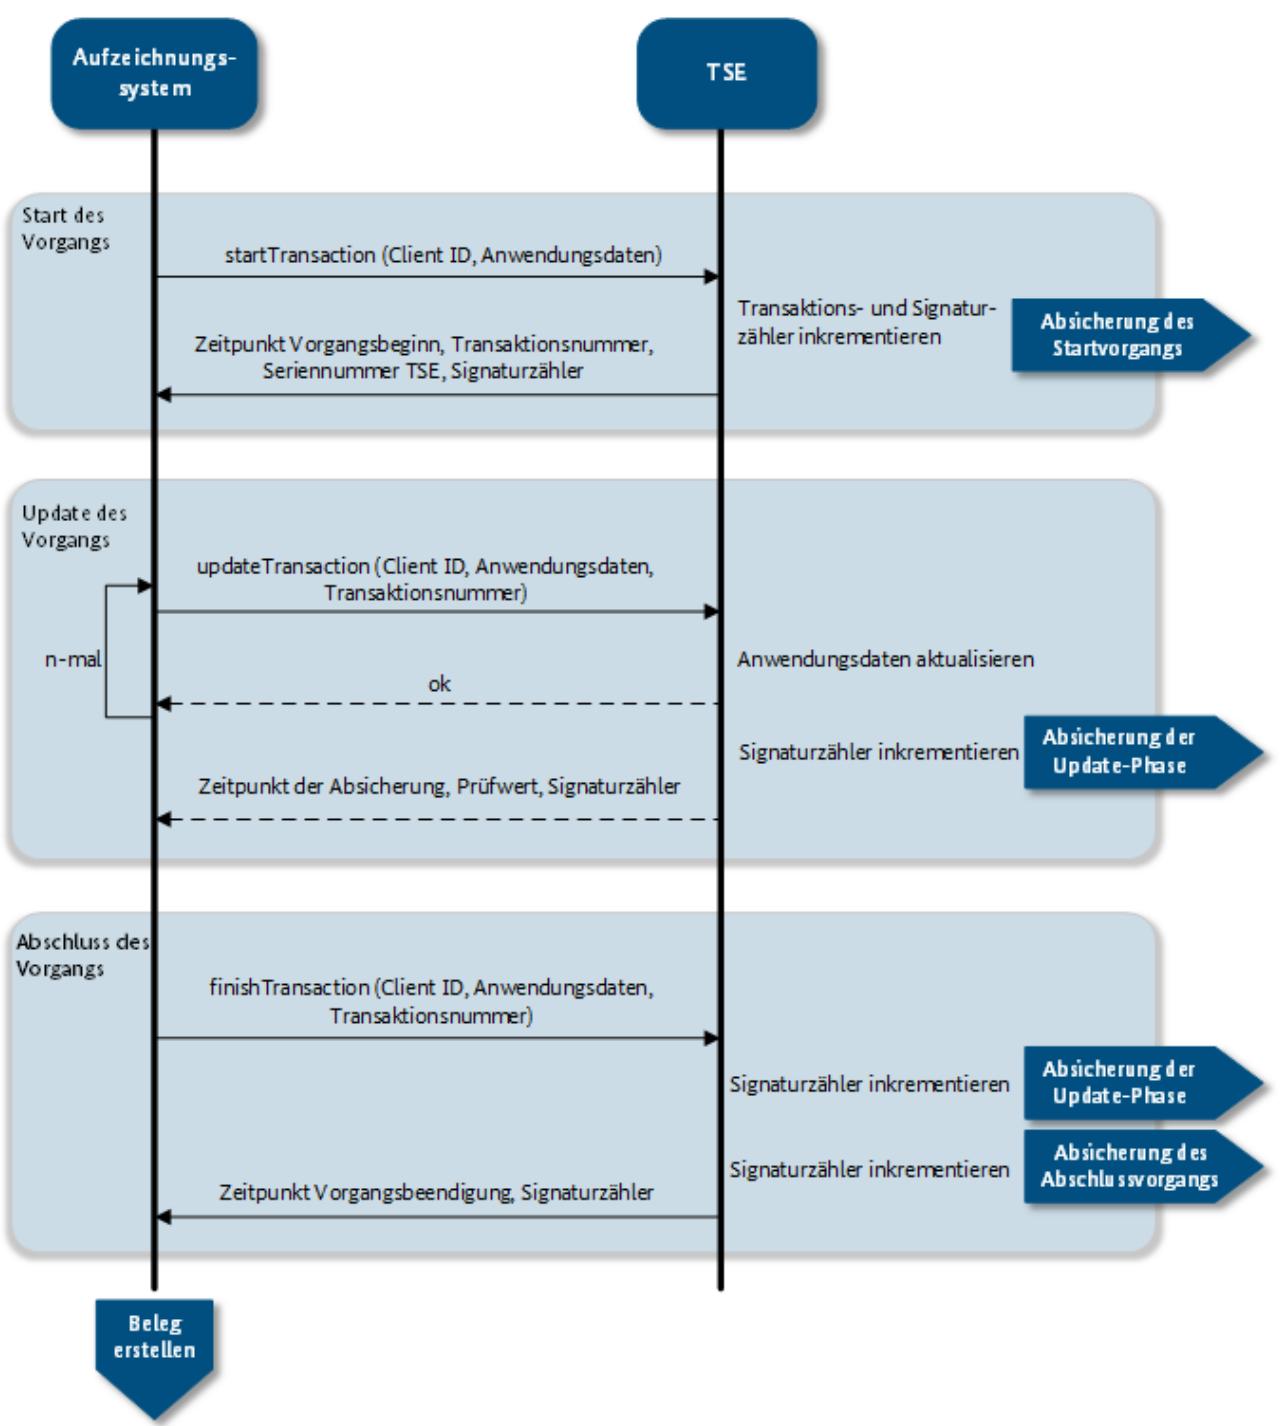 Aufzeichnungs-
system
TSE
Start des
Vorgangs
startTransaction (Client ID, Anwendungsdaten)
Transaktions- und Signatur-
zähler inkrementieren
Absicherung des
Startvorgangs
Zeitpunkt Vorgangsbeginn, Transaktionsnummer,
Seriennummer TSE, Signaturzähler
Update des
Vorgangs
updateTransaction (Client ID, Anwendungsdaten,
Transaktionsnummer)
n-mal
Anwendungsdaten aktualisieren
ok
Signaturzähler inkrementieren
Absicherung der
Update-Phase
Zeitpunkt der Absicherung, Prüfwert, Signaturzähler
Abschluss des
Vorgangs
finishTransaction (Client ID, Anwendungsdaten,
Transaktionsnummer)
Signaturzähler inkrementieren
Absicherung der
Update-Phase
Signaturzähler inkrementieren
Absicherung des
Abschlussvorgangs
Zeitpunkt Vorgangsbeendigung, Signaturzähler
Beleg
erstellen